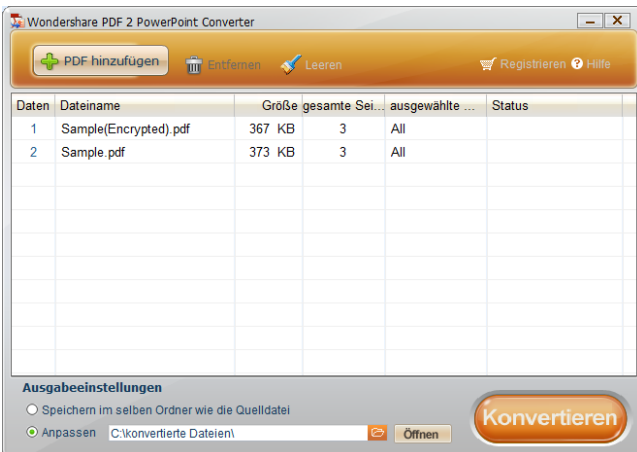 Wondershare PDF 2 PowerPoint Converter
PDF hinzufügen Entfernen Leeren Registrieren Hilfe
Daten Dateiname Größe gesamte Sei... ausgewählte ... Status
1 Sample(Encrypted).pdf 367 KB 3 All
2 Sample.pdf 373 KB 3 All
Ausgabeeinstellungen
Speichern im selben Ordner wie die Quelldatei
Anpassen C:\konvertierte Dateien\ Öffnen
Konvertieren